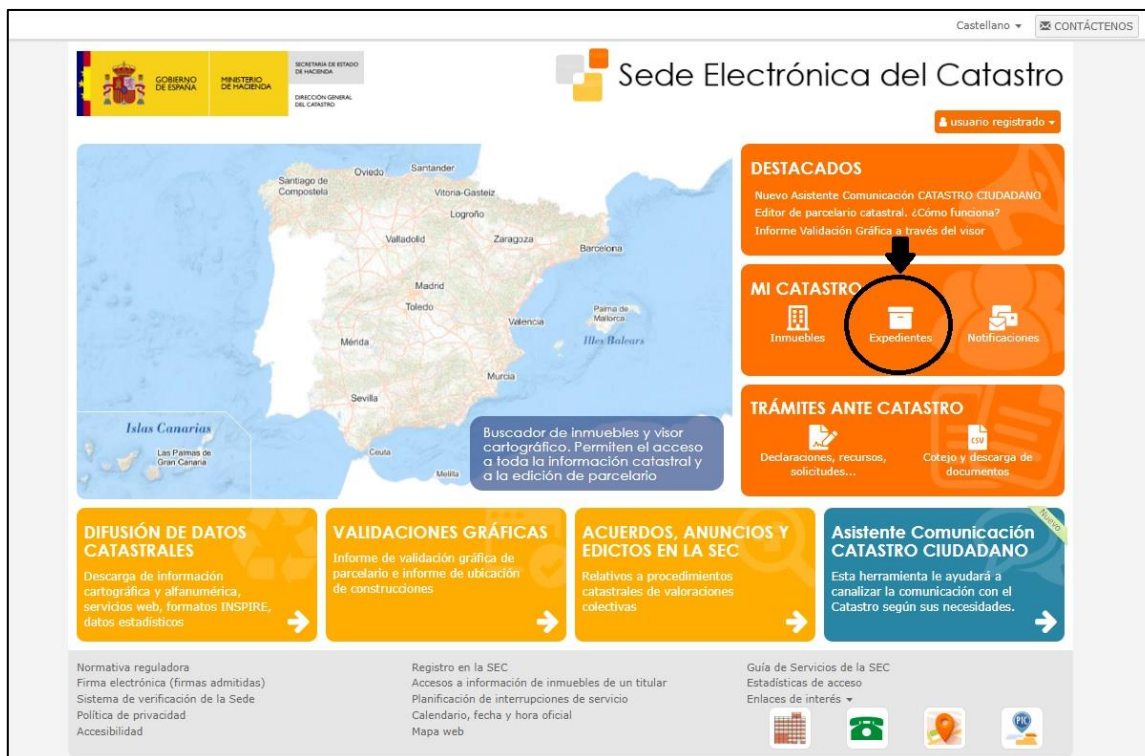 Castellano
CONTÁCTENOS
GOBIERNO
DE ESPAÑA
MINISTERIO
DE HACIENDA
SECRETARÍA DE ESTADO
DE HACIENDA
DIRECCIÓN GENERAL
DEL CATASTRO
Sede Electrónica del Catastro
usuario registrado
Santiago de
Compostela
Oviedo
Santander
Vitoria-Gasteiz
Logroño
Valladolid
Zaragoza
Barcelona
Madrid
Toledo
Valencia
Palma de
Mallorca
Illes Balears
Mérida
Murcia
Sevilla
Islas Canarias
Las Palmas de
Gran Canaria
Ceuta
Melilla
Buscador de inmuebles y visor
cartográfico. Permiten el acceso
a toda la información catastral y
a la edición de parcelario
DESTACADOS
Nuevo Asistente Comunicación CATASTRO CIUDADANO
Editor de parcelario catastral. ¿Cómo funciona?
Informe Validación Gráfica a través del visor
MI CATASTRO
Inmuebles
Expedientes
Notificaciones
TRÁMITES ANTE CATASTRO
Declaraciones, recursos,
solicitudes...
CSV
Cotejo y descarga de
documentos
DIFUSIÓN DE DATOS
CATASTRALES
Descarga de información
cartográfica y alfanumérica,
servicios web, formatos INSPIRE,
datos estadísticos
VALIDACIONES GRÁFICAS
Informe de validación gráfica de
parcelario e informe de ubicación
de construcciones
ACUERDOS, ANUNCIOS Y
EDICTOS EN LA SEC
Relativos a procedimientos
catastrales de valoraciones
colectivas
Nuevo
Asistente Comunicación
CATASTRO CIUDADANO
Esta herramienta le ayudará a
canalizar la comunicación con el
Catastro según sus necesidades.
Normativa reguladora
Firma electrónica (firmas admitidas)
Sistema de verificación de la Sede
Política de privacidad
Accesibilidad
Registro en la SEC
Accesos a información de inmuebles de un titular
Planificación de interrupciones de servicio
Calendario, fecha y hora oficial
Mapa web
Guía de Servicios de la SEC
Estadísticas de acceso
Enlaces de interés
PIC